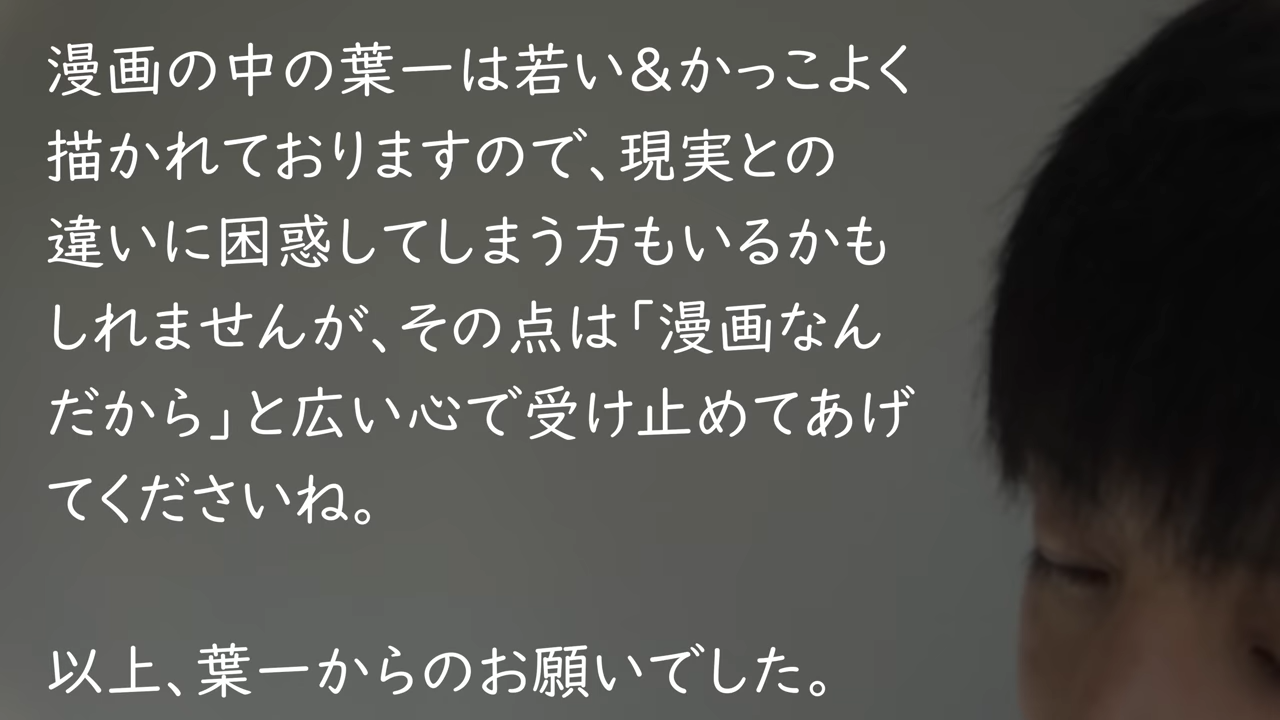 漫画の中の葉一は若い&かっこよく
描かれておりますので、現実との
違いに困惑してしまう方もいるかも
しれませんが、その点は「漫画なん
だから」と広い心で受け止めてあげ
てくださいね。
以上、葉一からのお願いでした。